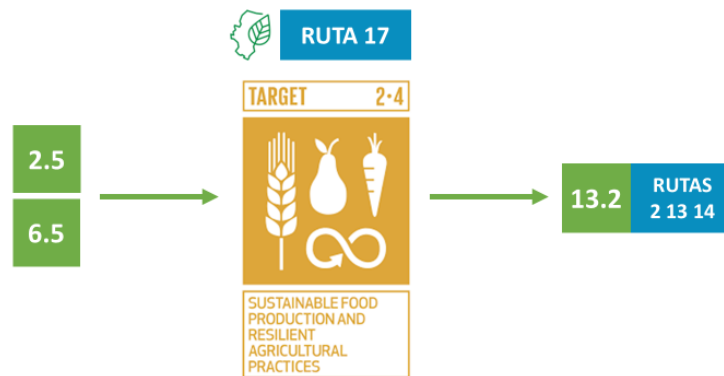 RUTA 17
TARGET 2·4
2.5
6.5
13.2
RUTAS
2 13 14
SUSTAINABLE FOOD
PRODUCTION AND
RESILIENT
AGRICULTURAL
PRACTICES